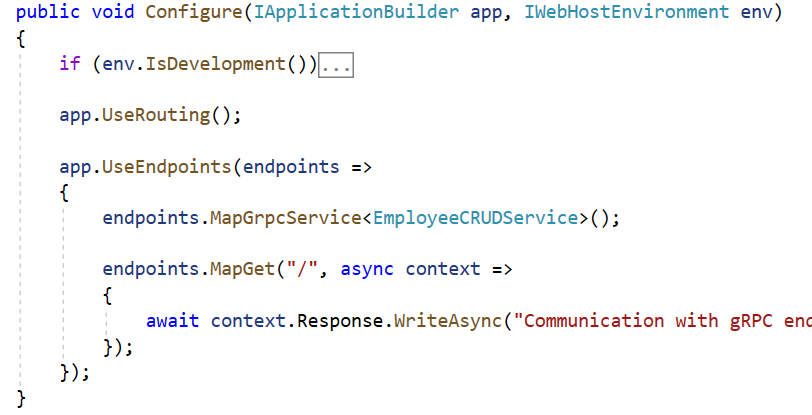 public void Configure(IApplicationBuilder app, IWebHostEnvironment env)
{
if (env.IsDevelopment())...
app.UseRouting();
app.UseEndpoints(endpoints =>
{
endpoints.MapGrpcService<EmployeeCRUDService>();
endpoints.MapGet("/", async context =>
{
await context.Response.WriteAsync("Communication with gRPC end
});
});
}